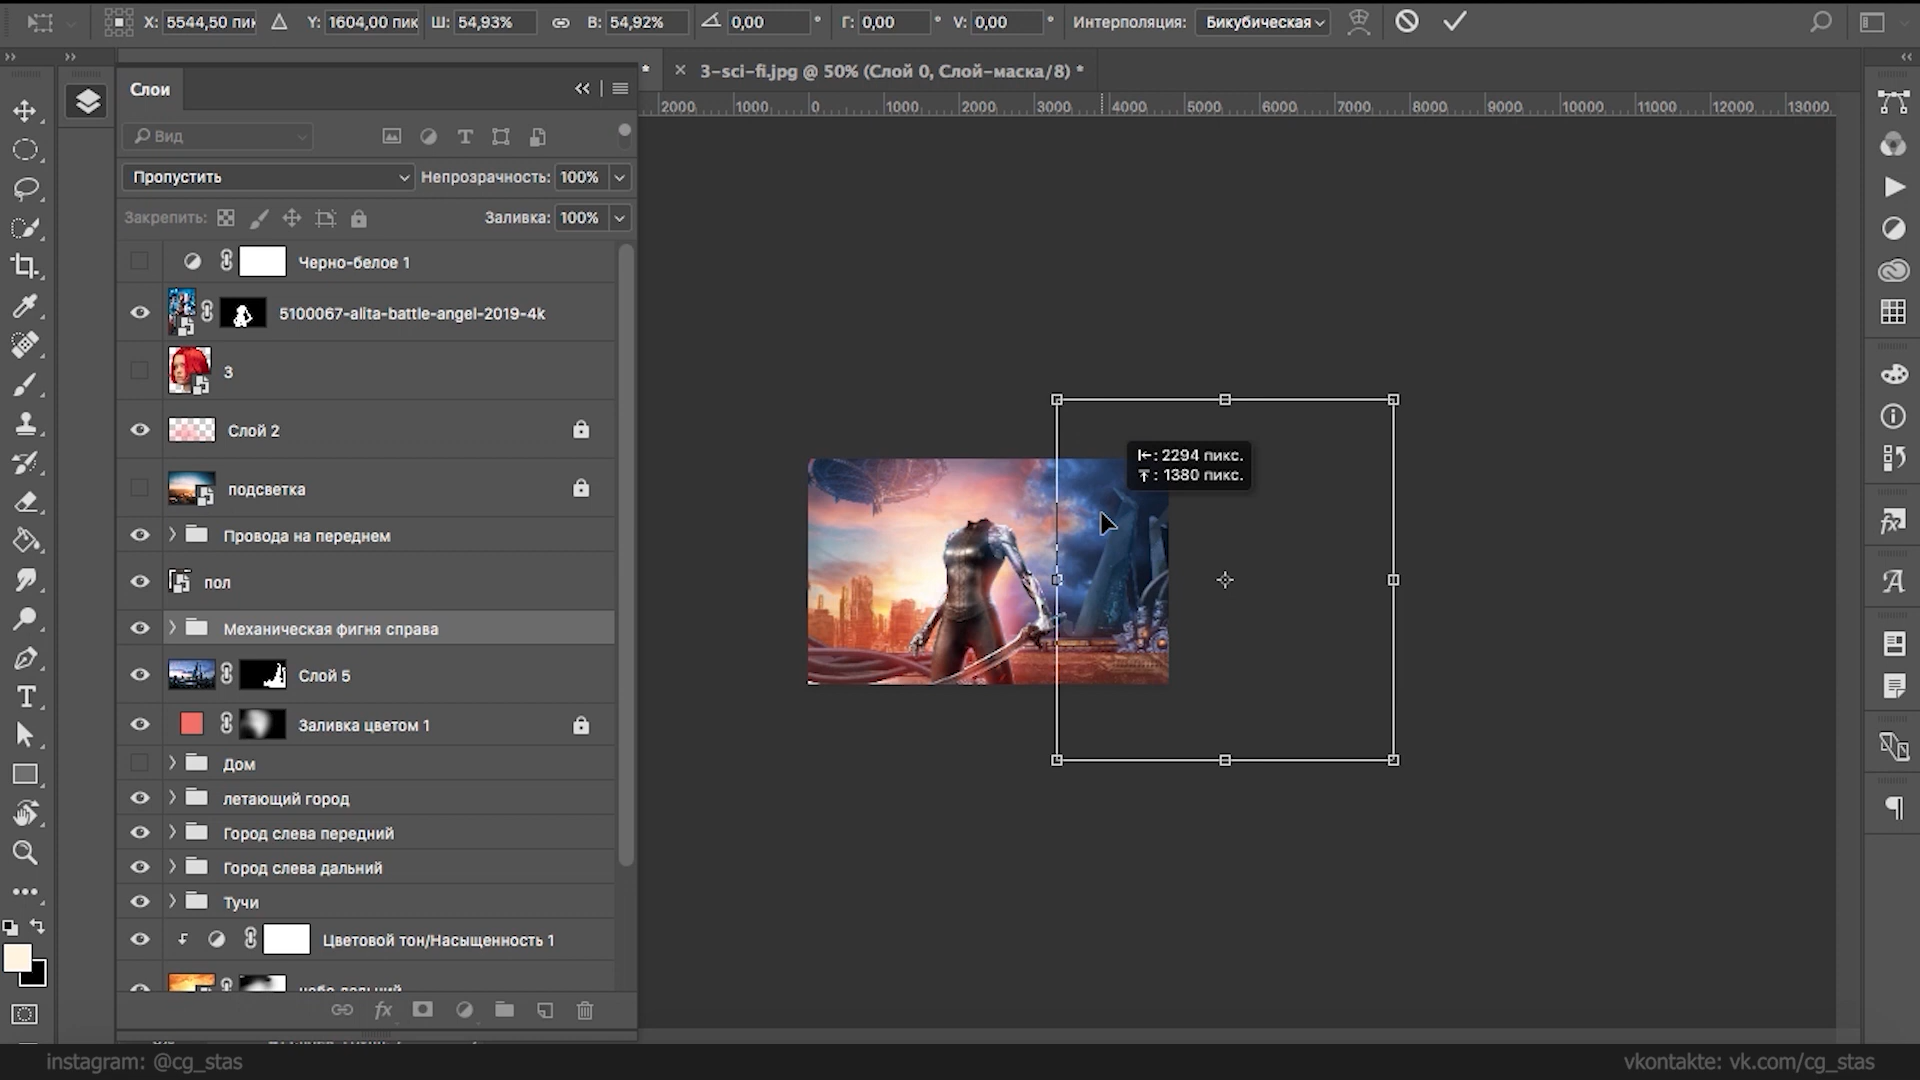 X: 5544,50 пик
Y: 1604,00 пик
Ш: 54,93%
В: 54,92%
0,00 °
Г: 0,00 °
V: 0,00 °
Интерполяция: Бикубическая
Слои
* × 3-sci-fi.jpg @ 50% (Слой 0, Слой-маска/8) *
2000 1000 0 1000 2000 3000 4000 5000 6000 7000 8000 9000 10000 11000 12000 13000
Вид
Пропустить
Непрозрачность: 100%
Закрепить:
Заливка: 100%
Черно-белое 1
5100067-alita-battle-angel-2019-4k
3
Слой 2
подсветка
Провода на переднем
пол
Механическая фигня справа
Слой 5
Заливка цветом 1
Дом
летающий город
Город слева передний
Город слева дальний
Тучи
Цветовой тон/Насыщенность 1
небо дальний
fx
: 2294 пикс.
: 1380 пикс.
instagram: @cg_stas
vkontakte: vk.com/cg_stas